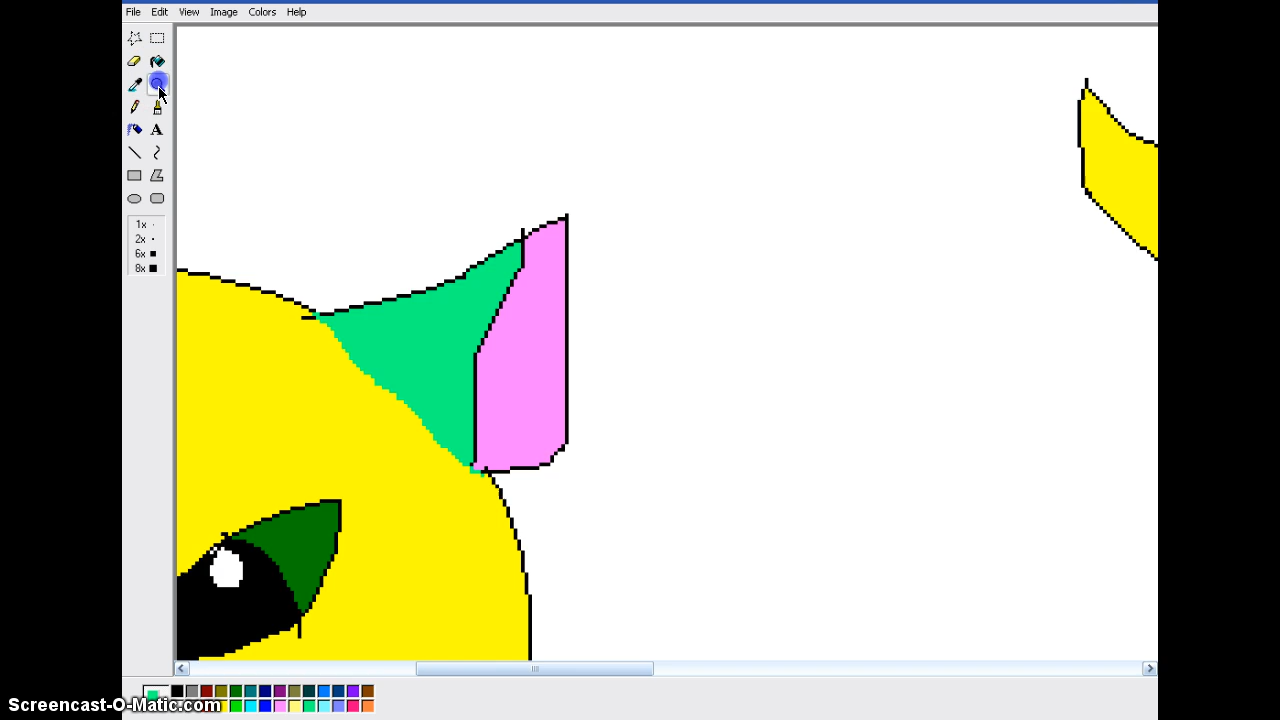 File Edit View Image Colors Help
A
1x
2x
6x
8x
Screencast-O-Matic.com